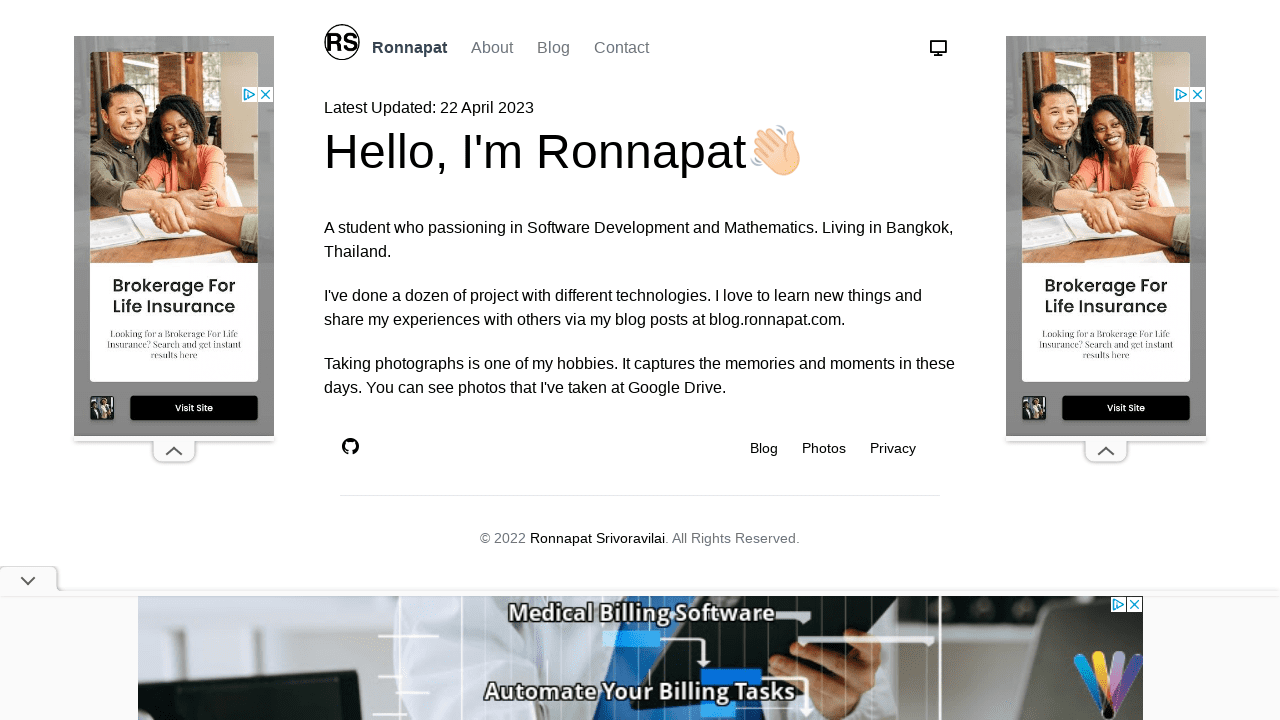 RS
Ronnapat About Blog Contact
Latest Updated: 22 April 2023
Hello, I'm Ronnapat👋🏻
A student who passioning in Software Development and Mathematics. Living in Bangkok,
Thailand.
I've done a dozen of project with different technologies. I love to learn new things and
share my experiences with others via my blog posts at blog.ronnapat.com.
Taking photographs is one of my hobbies. It captures the memories and moments in these
days. You can see photos that I've taken at Google Drive.
Blog Photos Privacy
© 2022 Ronnapat Srivoravilai. All Rights Reserved.
Brokerage For
Life Insurance
Looking for a Brokerage For Life
Insurance? Search and get instant
results here
Visit Site
Brokerage For
Life Insurance
Looking for a Brokerage For Life
Insurance? Search and get instant
results here
Visit Site
Medical Billing Software
Automate Your Billing Tasks